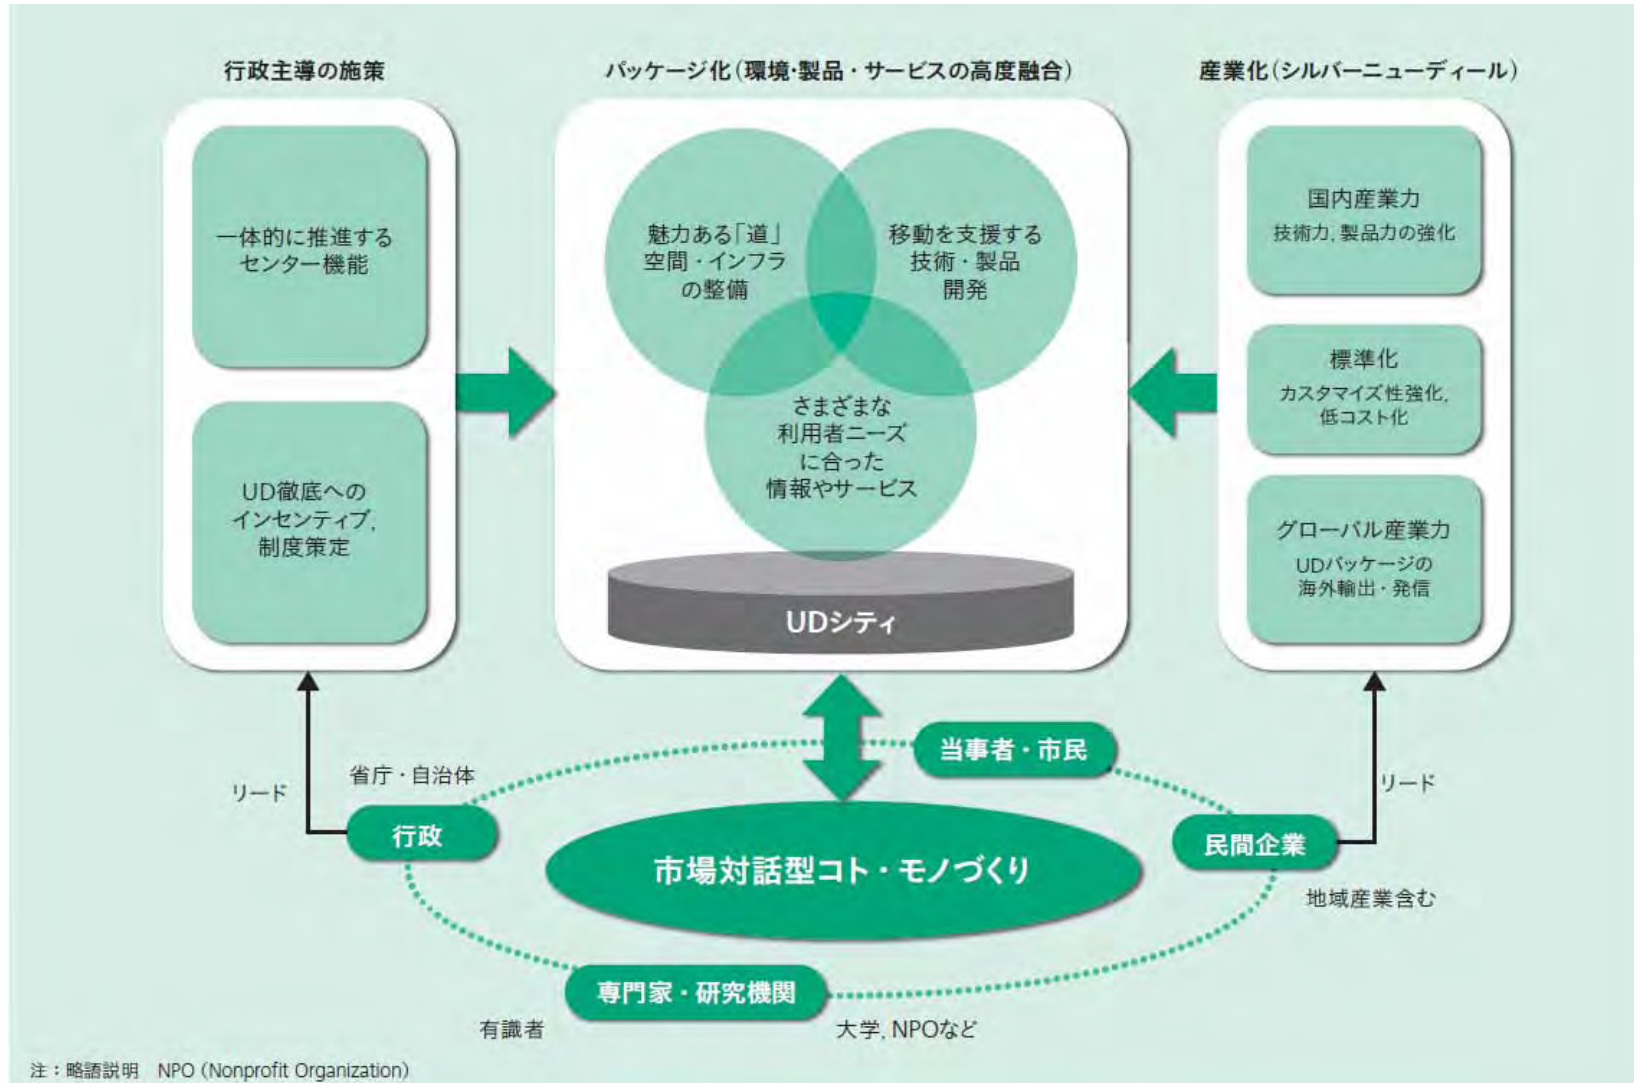 行政主導の施策
一体的に推進する
センター機能
UD徹底への
インセンティブ,
制度策定
パッケージ化(環境・製品・サービスの高度融合)
魅力ある「道」
空間・インフラ
の整備
移動を支援する
技術・製品
開発
さまざまな
利用者ニーズ
に合った
情報やサービス
UDシティ
産業化(シルバーニューディール)
国内産業力
技術力, 製品力の強化
標準化
カスタマイズ性強化,
低コスト化
グローバル産業力
UDパッケージの
海外輸出・発信
リード
省庁・自治体
行政
当事者・市民
リード
民間企業
地域産業含む
市場対話型コト・モノづくり
専門家・研究機関
有識者
大学, NPOなど
注：略語説明 NPO (Nonprofit Organization)